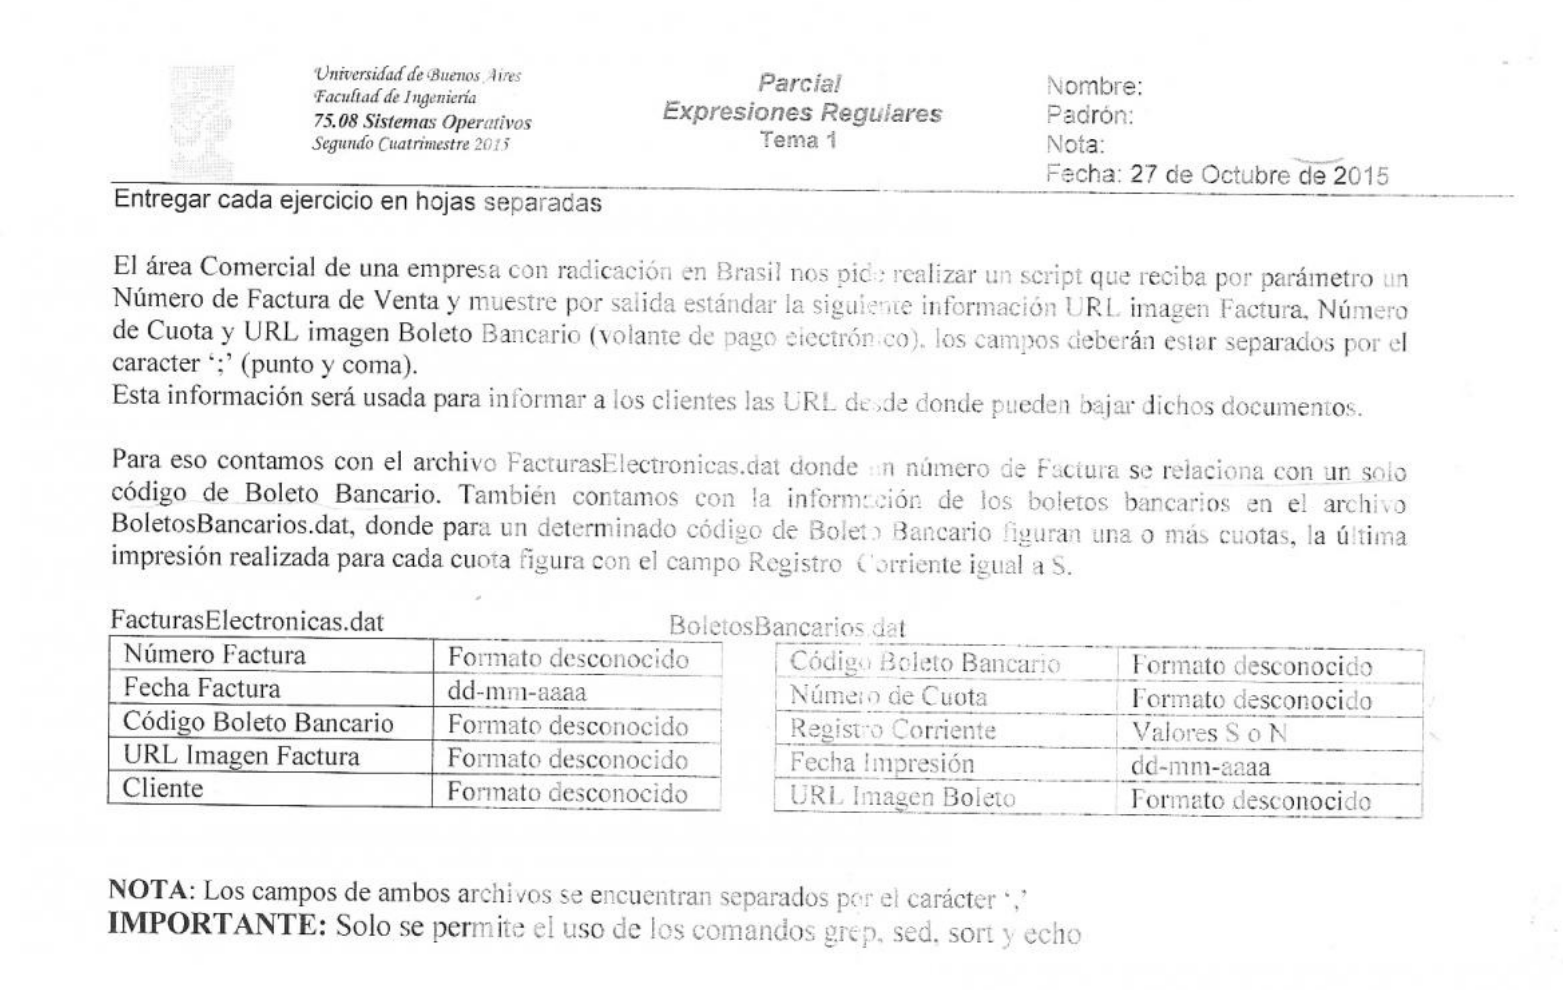 Universidad de Buenos Aires
Facultad de Ingeniería
75.08 Sistemas Operativos
Segundo Cuatrimestre 2015
Parcial
Expresiones Regulares
Tema 1
Nombre:
Padrón:
Nota:
Fecha: 27 de Octubre de 2015
Entregar cada ejercicio en hojas separadas
El área Comercial de una empresa con radicación en Brasil nos pide realizar un script que reciba por parámetro un
Número de Factura de Venta y muestre por salida estándar la siguiente información URL imagen Factura, Número
de Cuota y URL imagen Boleto Bancario (volante de pago electrónico). los campos deberán estar separados por el
caracter ‘;’ (punto y coma).
Esta información será usada para informar a los clientes las URL desde donde pueden bajar dichos documentos.
Para eso contamos con el archivo FacturasElectronicas.dat donde un número de Factura se relaciona con un solo
código de Boleto Bancario. También contamos con la información de los boletos bancarios en el archivo
BoletosBancarios.dat, donde para un determinado código de Boleto Bancario figuran una o más cuotas, la última
impresión realizada para cada cuota figura con el campo Registro Corriente igual a S.
FacturasElectronicas.dat
Número Factura Formato desconocido
Fecha Factura dd-mm-aaaa
Código Boleto Bancario Formato desconocido
URL Imagen Factura Formato desconocido
Cliente Formato desconocido
BoletosBancarios.dat
Código Boleto Bancario Formato desconocido
Número de Cuota Formato desconocido
Registro Corriente Valores S o N
Fecha Impresión dd-mm-aaaa
URL Imagen Boleto Formato desconocido
NOTA: Los campos de ambos archivos se encuentran separados por el carácter ‘,’
IMPORTANTE: Solo se permite el uso de los comandos grep, sed, sort y echo